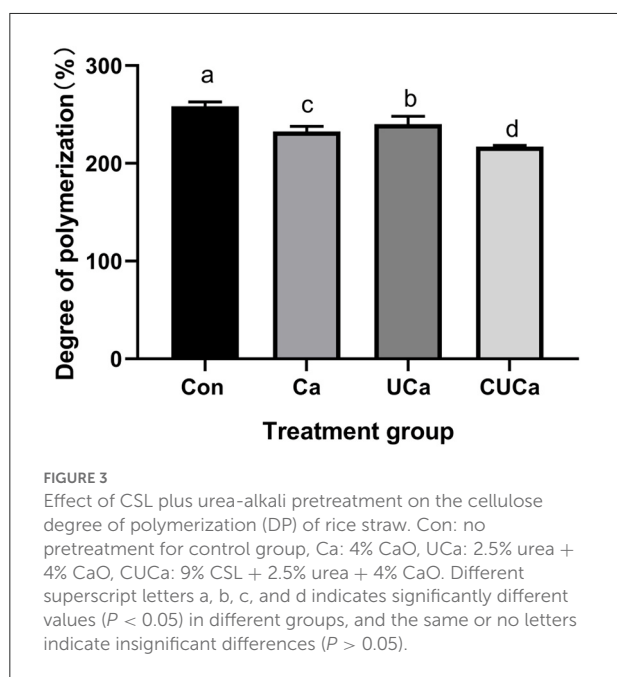 300
200
100
0
Degree of polymerization(%)
a
c
b
d
Con Ca UCa CUCa
Treatment group
FIGURE 3
Effect of CSL plus urea-alkali pretreatment on the cellulose
degree of polymerization (DP) of rice straw. Con: no
pretreatment for control group, Ca: 4% CaO, UCa: 2.5% urea +
4% CaO, CUCa: 9% CSL + 2.5% urea + 4% CaO. Different
superscript letters a, b, c, and d indicates significantly different
values (P < 0.05) in different groups, and the same or no letters
indicate insignificant differences (P > 0.05).